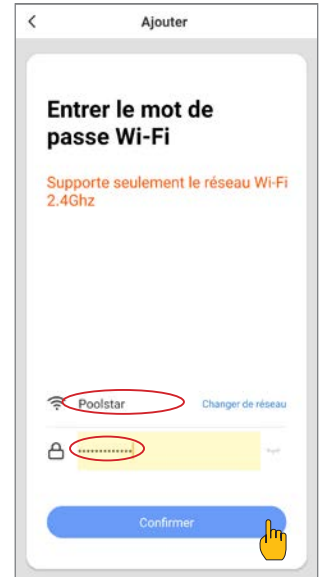 Ajouter
Entrer le mot de
passe Wi-Fi
Supporte seulement le réseau Wi-Fi
2.4Ghz
Poolstar Changer de réseau
.............
Confirmer